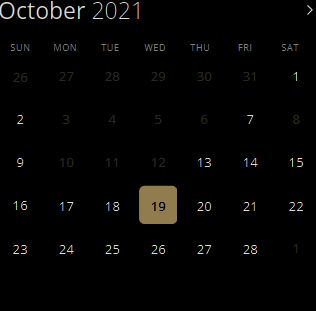 October 2021
SUN MON TUE WED THU FRI SAT
26 27 28 29 30 31 1
2 3 4 5 6 7 8
9 10 11 12 13 14 15
16 17 18 19 20 21 22
23 24 25 26 27 28 1